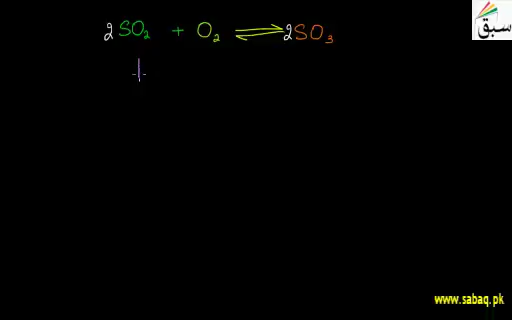 2SO₂ + O₂ ⇌ 2SO₃
سبق
www.sabaq.pk